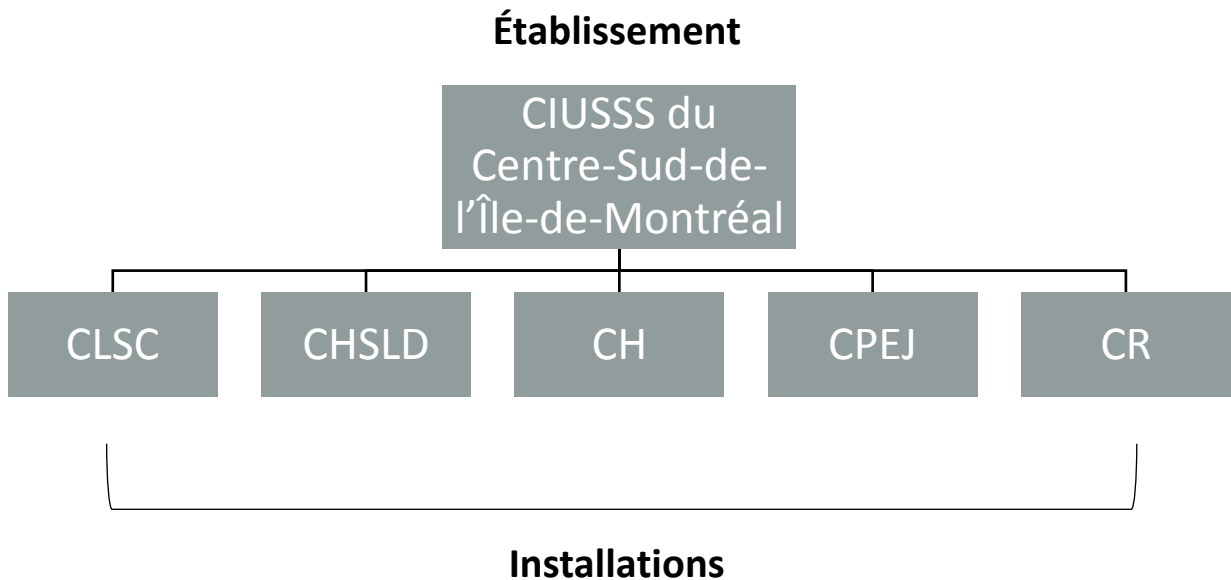 Établissement
CIUSSS du
Centre-Sud-de-
l’Île-de-Montréal
CLSC
CHSLD
CH
CPEJ
CR
Installations